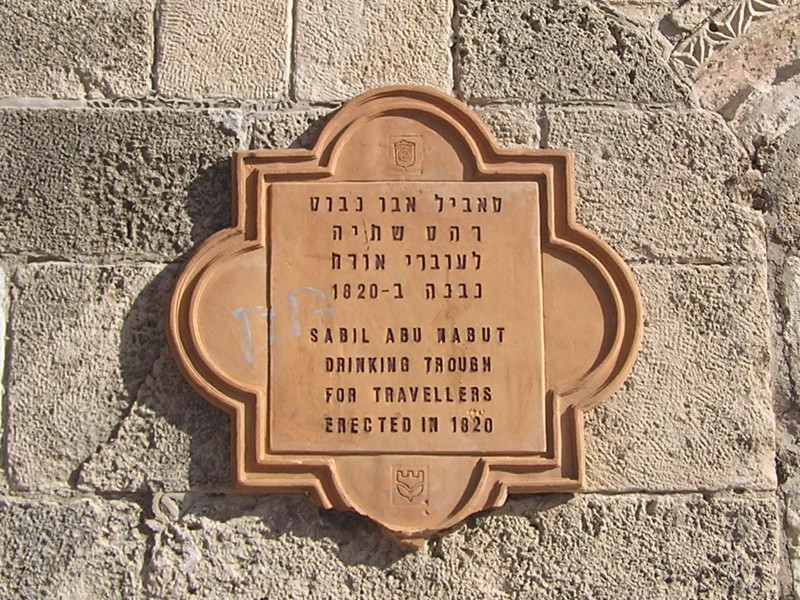 סאביל אבו נבוט
רהט שתיה
לעוברי אורח
נבנה ב-1820
SABIL ABU NABUT
DRINKING TROUGH
FOR TRAVELLERS
ERECTED IN 1820